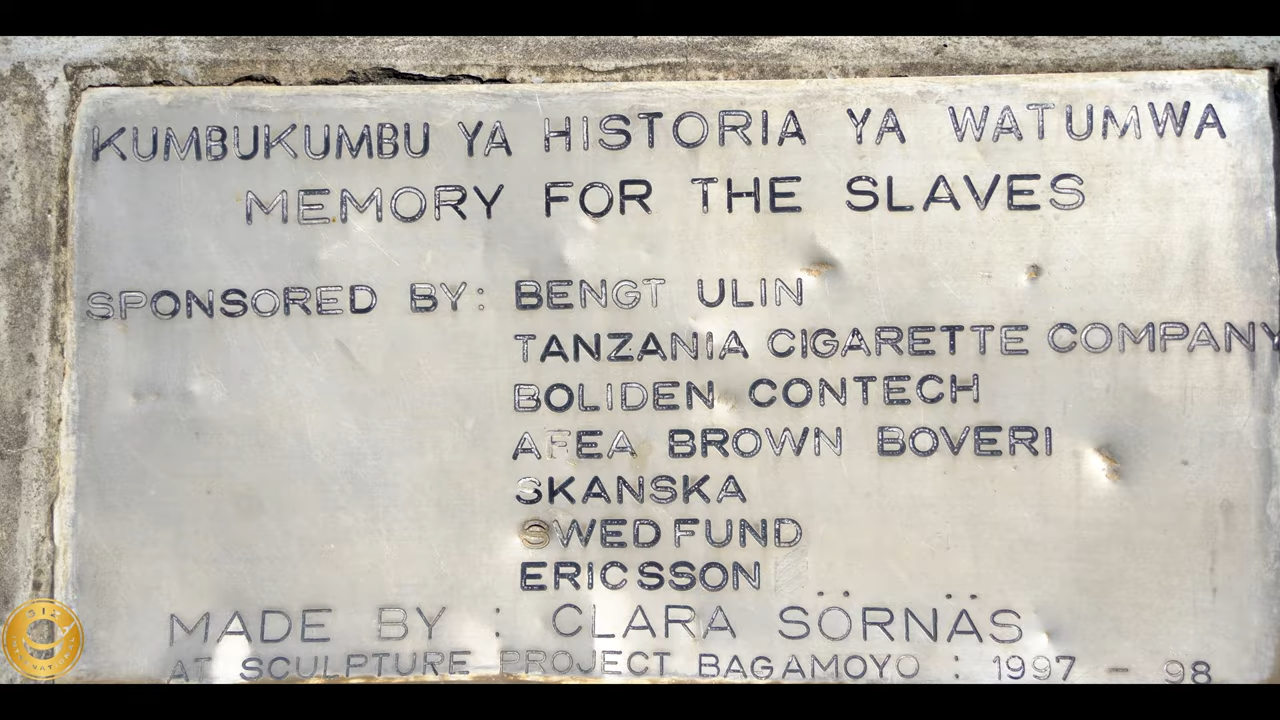 KUMBUKUMBU YA HISTORIA YA WATUMWA
MEMORY FOR THE SLAVES
SPONSORED BY: BENGT ULIN
TANZANIA CIGARETTE COMPANY
BOLIDEN CONTECH
AFEA BROWN BOVERI
SKANSKA
SWEDFUND
ERICSSON
MADE BY : CLARA SÖRNÄS
AT SCULPTURE PROJECT BAGAMOYO : 1997 - 98